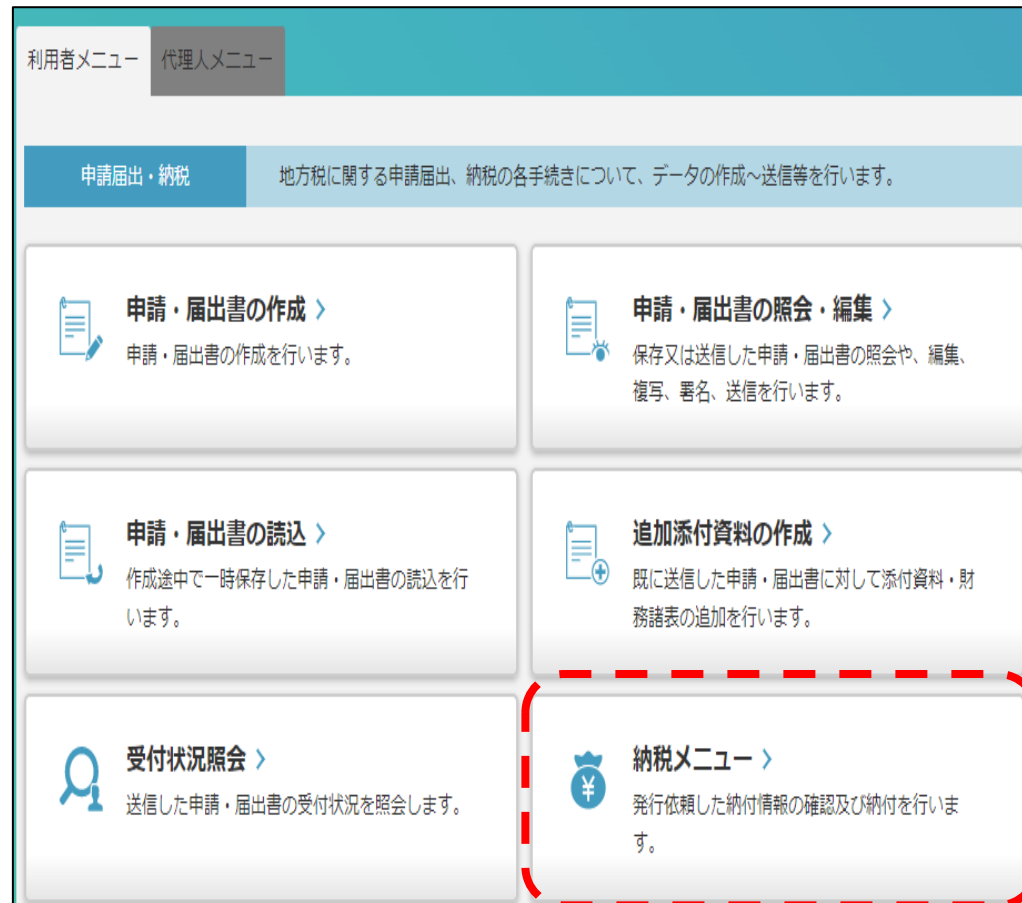 利用者メニュー
代理人メニュー
申請届出・納税
地方税に関する申請届出、納税の各手続きについて、データの作成～送信等を行います。
申請・届出書の作成 >
申請・届出書の作成を行います。
申請・届出書の照会・編集 >
保存又は送信した申請・届出書の照会や、編集、
複写、署名、送信を行います。
申請・届出書の読込 >
作成途中で一時保存した申請・届出書の読込を行
います。
追加添付資料の作成 >
既に送信した申請・届出書に対して添付資料・財
務諸表の追加を行います。
受付状況照会 >
送信した申請・届出書の受付状況を照会します。
納税メニュー >
発行依頼した納付情報の確認及び納付を行いま
す。